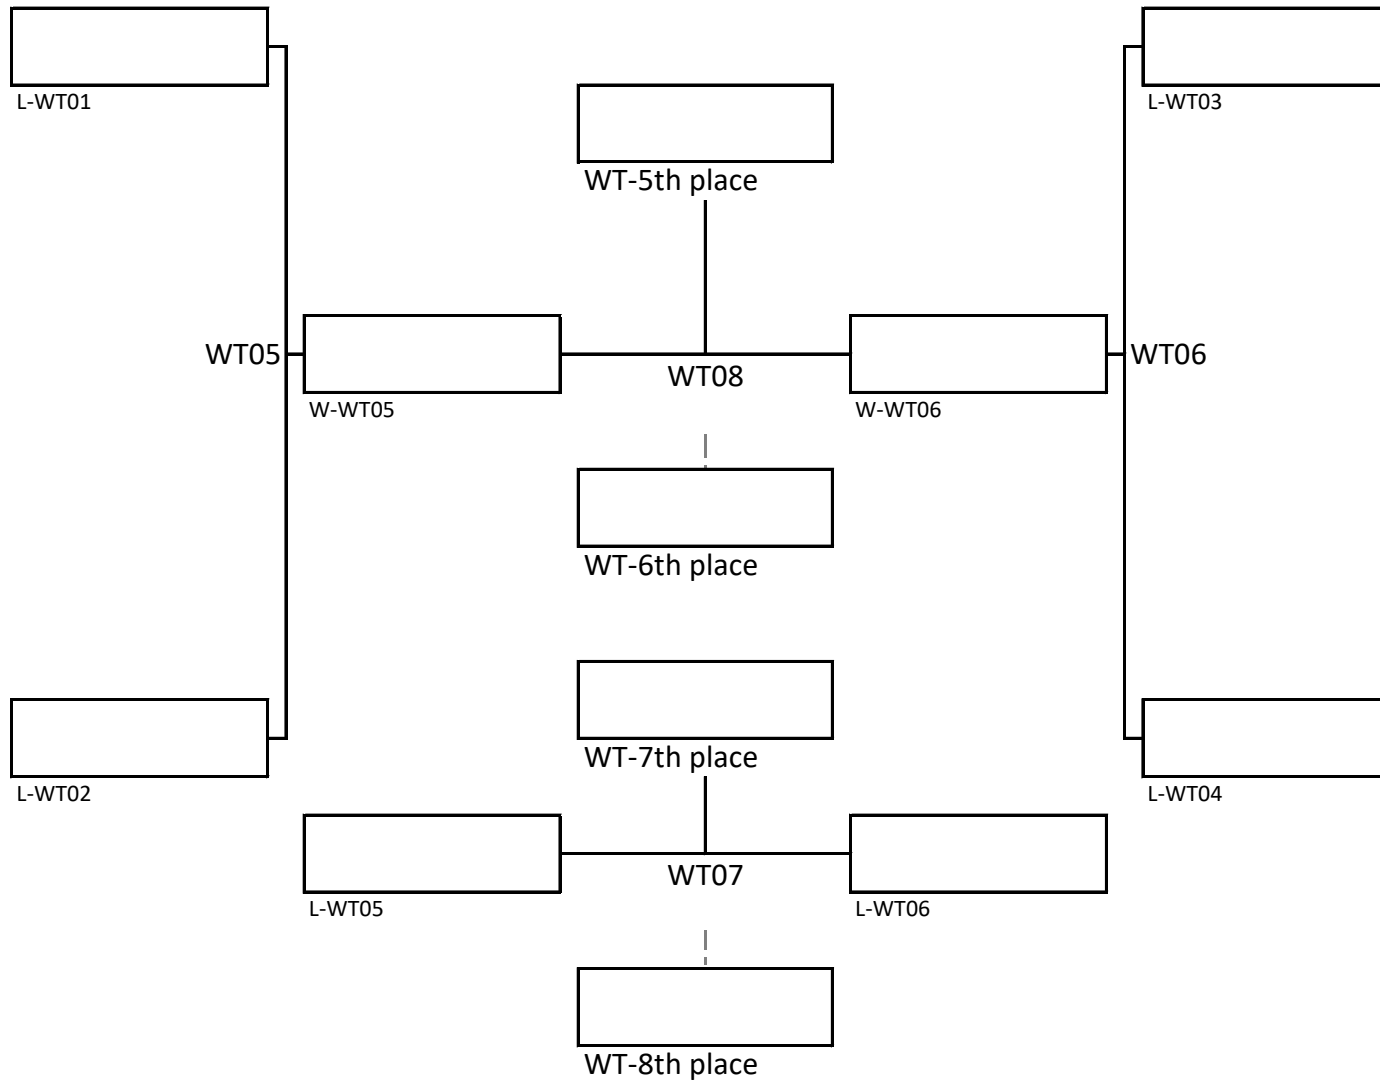 L-WT01
L-WT03
WT-5th place
WT05
WT06
WT08
W-WT05
W-WT06
WT-6th place
WT-7th place
L-WT02
L-WT04
WT07
L-WT05
L-WT06
WT-8th place